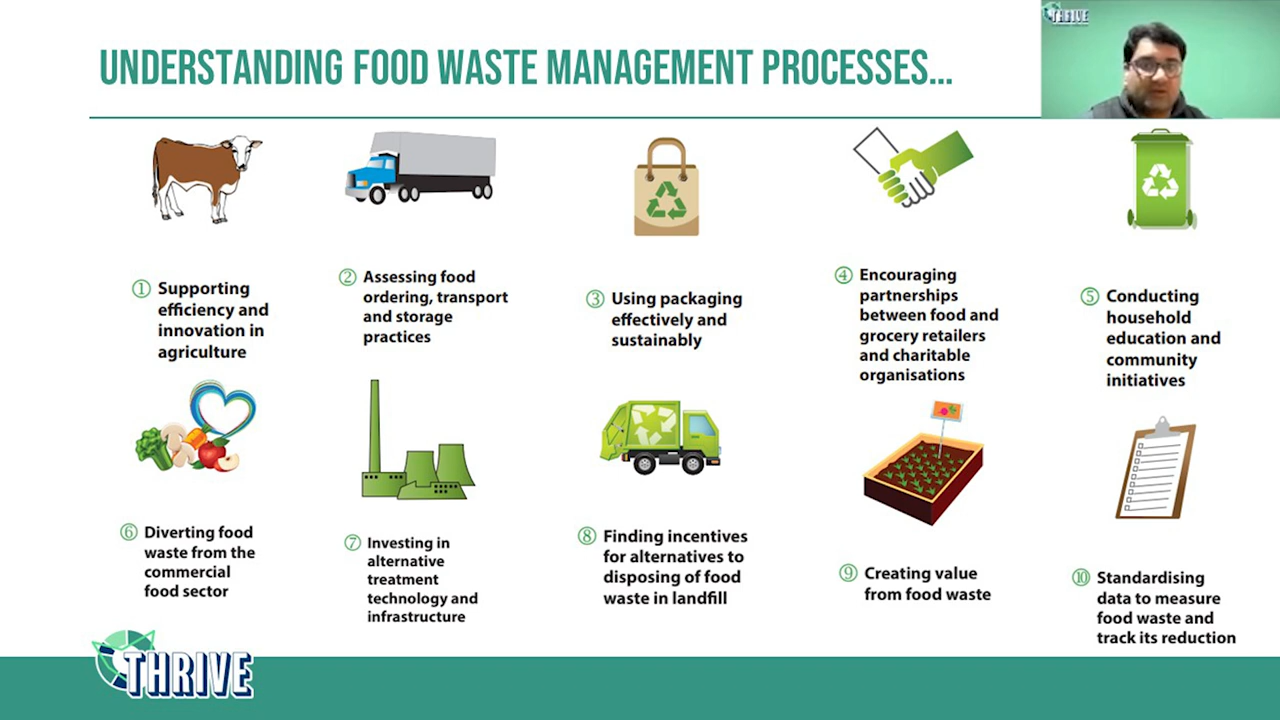 THRIVE
UNDERSTANDING FOOD WASTE MANAGEMENT PROCESSES...
① Supporting
efficiency and
innovation in
agriculture
② Assessing food
ordering, transport
and storage
practices
③ Using packaging
effectively and
sustainably
④ Encouraging
partnerships
between food and
grocery retailers
and charitable
organisations
⑤ Conducting
household
education and
community
initiatives
⑥ Diverting food
waste from the
commercial
food sector
⑦ Investing in
alternative
treatment
technology and
infrastructure
⑧ Finding incentives
for alternatives to
disposing of food
waste in landfill
⑨ Creating value
from food waste
⑩ Standardising
data to measure
food waste and
track its reduction
THRIVE